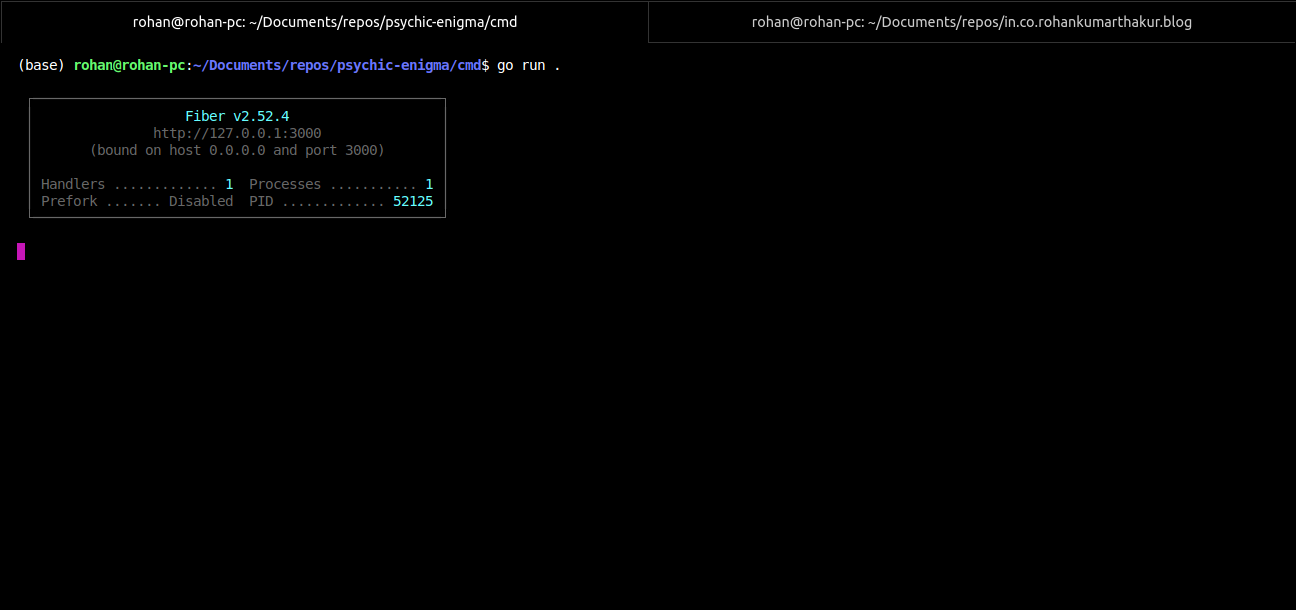 rohan@rohan-pc: ~/Documents/repos/psychic-enigma/cmd
rohan@rohan-pc: ~/Documents/repos/in.co.rohankumarthakur.blog
(base) rohan@rohan-pc:~/Documents/repos/psychic-enigma/cmd$ go run .
Fiber v2.52.4
http://127.0.0.1:3000
(bound on host 0.0.0.0 and port 3000)
Handlers ............. 1  Processes ........... 1
Prefork ....... Disabled  PID ............. 52125